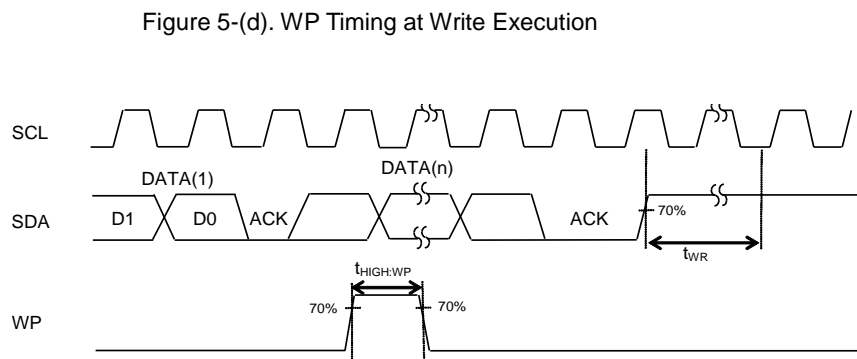 Figure 5-(d). WP Timing at Write Execution
SCL
DATA(1)
DATA(n)
SDA
D1
D0
ACK
ACK
70%
tWR
tHIGH:WP
WP
70%
70%